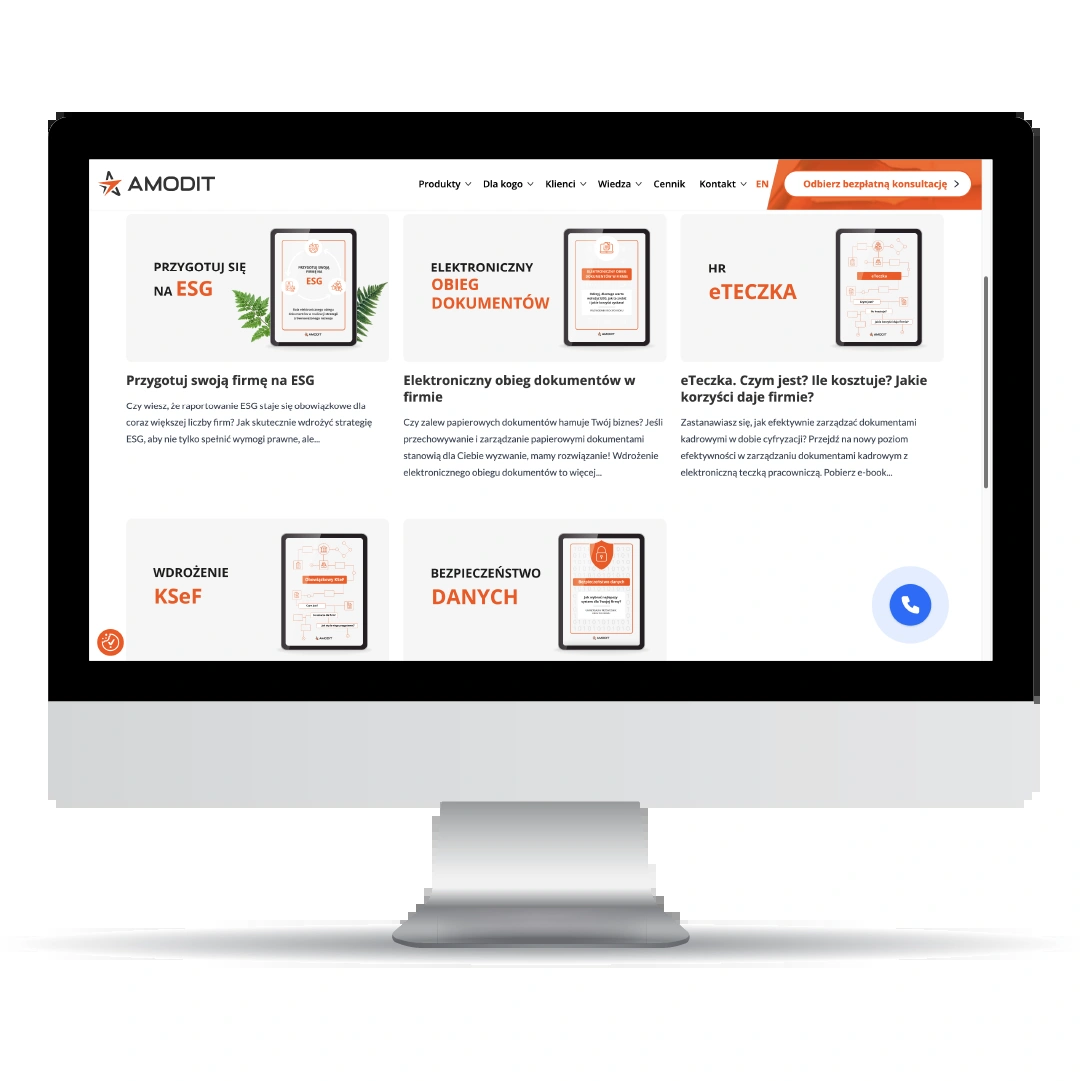 AMODIT
Produkty
Dla kogo
Klienci
Wiedza
Cennik
Kontakt
EN
Odbierz bezpłatną konsultację
PRZYGOTUJ SIĘ
NA ESG
PRZYGOTUJ SWOJĄ
FIRMĘ NA
ESG
AMODIT
ELEKTRONICZNY
OBIEG
DOKUMENTÓW
ELEKTRONICZNY OBIEG
DOKUMENTÓW W FIRMIE
AMODIT
HR
eTECZKA
eTECZKA
AMODIT
Przygotuj swoją firmę na ESG
Czy wiesz, że raportowanie ESG staje się obowiązkowe dla
coraz większej liczby firm? Jak skutecznie wdrożyć strategię
ESG, aby nie tylko spełnić wymogi prawne, ale...
Elektroniczny obieg dokumentów w
firmie
Czy zalew papierowych dokumentów hamuje Twój biznes? Jeśli
przechowywanie i zarządzanie papierowymi dokumentami
stanowią dla Ciebie wyzwanie, mamy rozwiązanie! Wdrożenie
elektronicznego obiegu dokumentów to więcej...
eTeczka. Czym jest? Ile kosztuje? Jakie
korzyści daje firmie?
Zastanawiasz się, jak efektywnie zarządzać dokumentami
kadrowymi w dobie cyfryzacji? Przejdź na nowy poziom
efektywności w zarządzaniu dokumentami kadrowym z
elektroniczną teczką pracowniczą. Pobierz e-book...
WDROŻENIE
KSeF
Obowiązkowy KSeF
AMODIT
BEZPIECZEŃSTWO
DANYCH
Bezpieczeństwo danych
Jak wybrać najlepszy
system dla Twojej firmy?
AMODIT